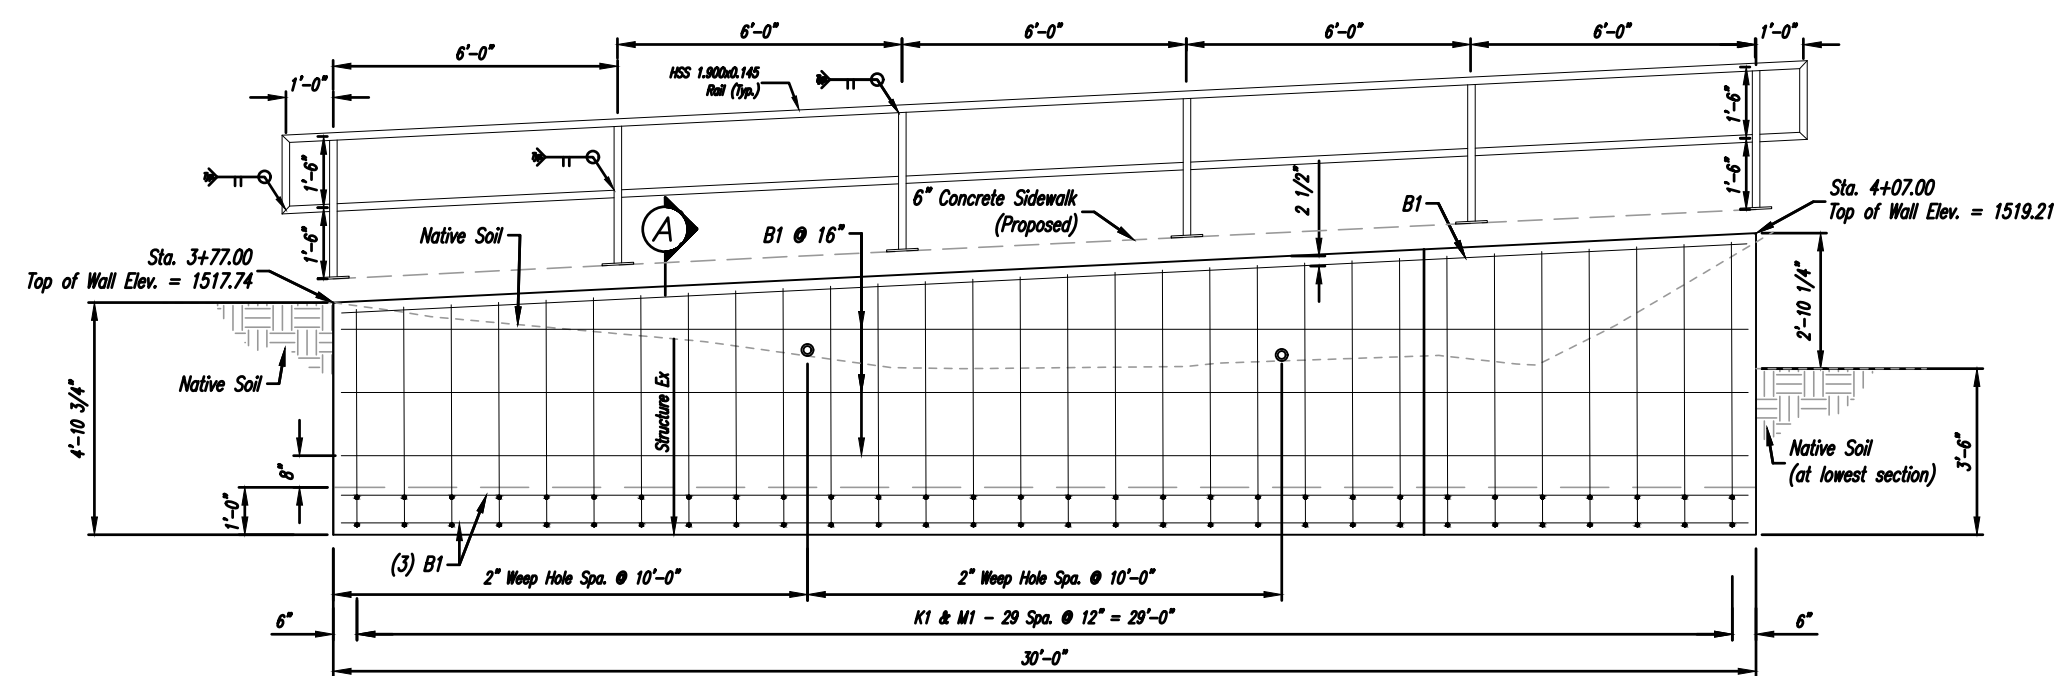 6'-0"
6'-0"
6'-0"
6'-0"
1'-0"
6'-0"
1'-0"
HSS 1.900x0.145
Rail (Typ.)
1'-6"
1'-6"
1'-6"
1'-6"
2 1/2"
6" Concrete Sidewalk
(Proposed)
B1
Sta. 4+07.00
Top of Wall Elev. = 1519.21
A
Native Soil
B1 @ 16"
Sta. 3+77.00
Top of Wall Elev. = 1517.74
2'-10 1/4"
Native Soil
4'-10 3/4"
Structure Ex
Native Soil
(at lowest section)
3'-6"
8"
1'-0"
(3) B1
2" Weep Hole Spa. @ 10'-0"
2" Weep Hole Spa. @ 10'-0"
K1 & M1 - 29 Spa. @ 12" = 29'-0"
6"
6"
30'-0"